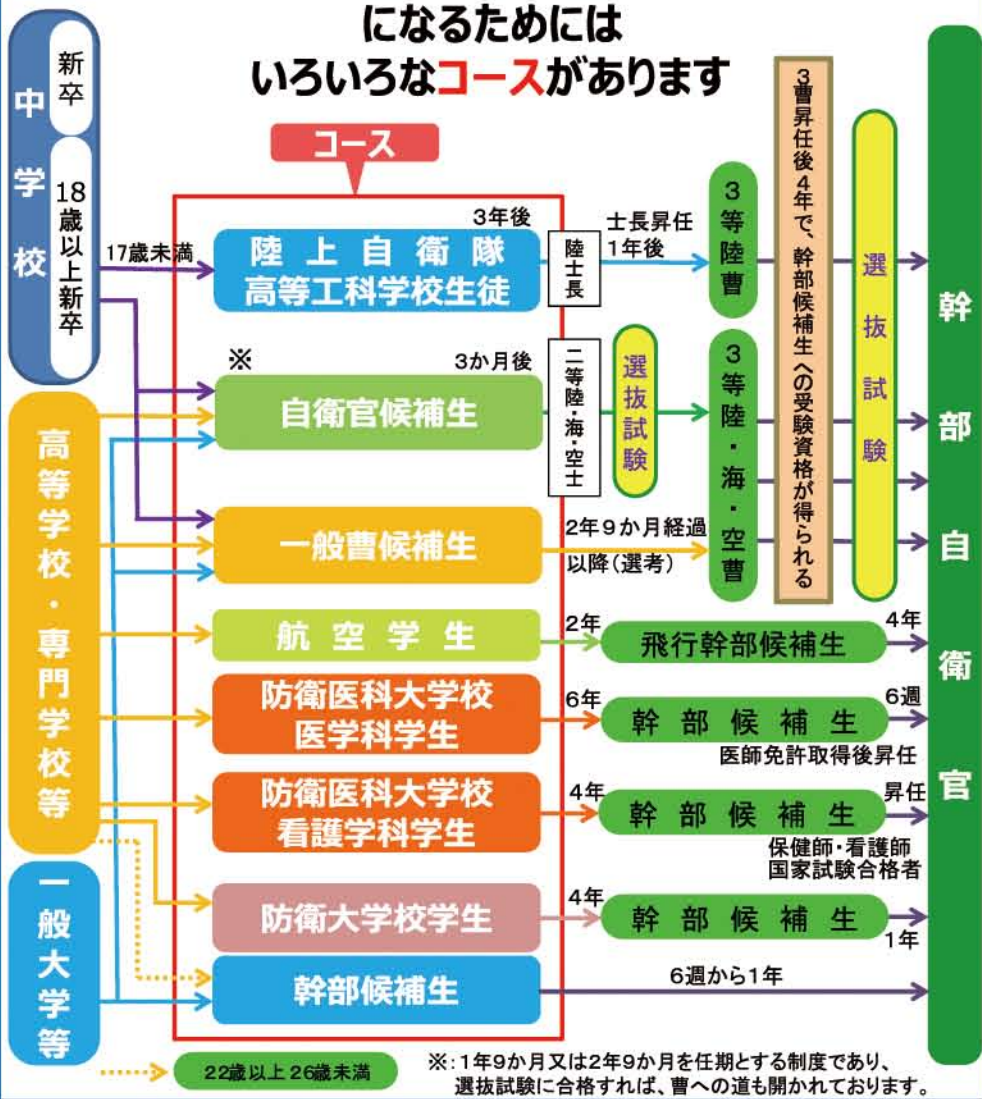 になるためには
いろいろなコースがあります
コース
中学校
新卒
18歳以上新卒
高等学校・専門学校等
一般大学等
17歳未満
3年後
陸上自衛隊
高等工科学校生徒
陸士長
士長昇任
1年後
3等陸曹
※
3か月後
自衛官候補生
二等陸・海・空士
選抜試験
3等陸・海・空曹
一般曹候補生
2年9か月経過
以降(選考)
3曹昇任後4年で、幹部候補生への受験資格が得られる
選抜試験
幹部自衛官
航空学生
2年
飛行幹部候補生
4年
防衛医科大学校
医学科学生
6年
幹部候補生
6週
医師免許取得後昇任
防衛医科大学校
看護学科学生
4年
幹部候補生
昇任
保健師・看護師
国家試験合格者
防衛大学校学生
4年
幹部候補生
1年
幹部候補生
6週から1年
22歳以上26歳未満
※:1年9か月又は2年9か月を任期とする制度であり、
選抜試験に合格すれば、曹への道も開かれております。